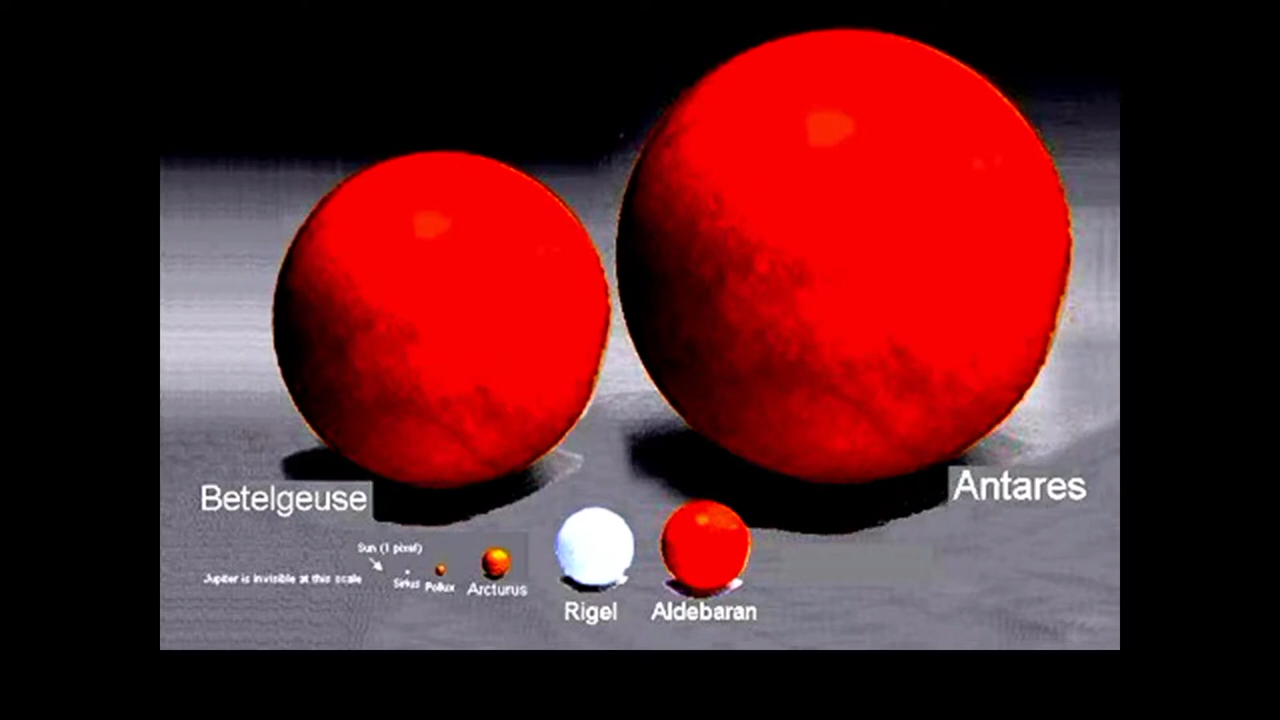 Betelgeuse
Antares
Sun (1 pixel)
Jupiter is invisible at this scale
Sirius
Pollux
Arcturus
Rigel
Aldebaran